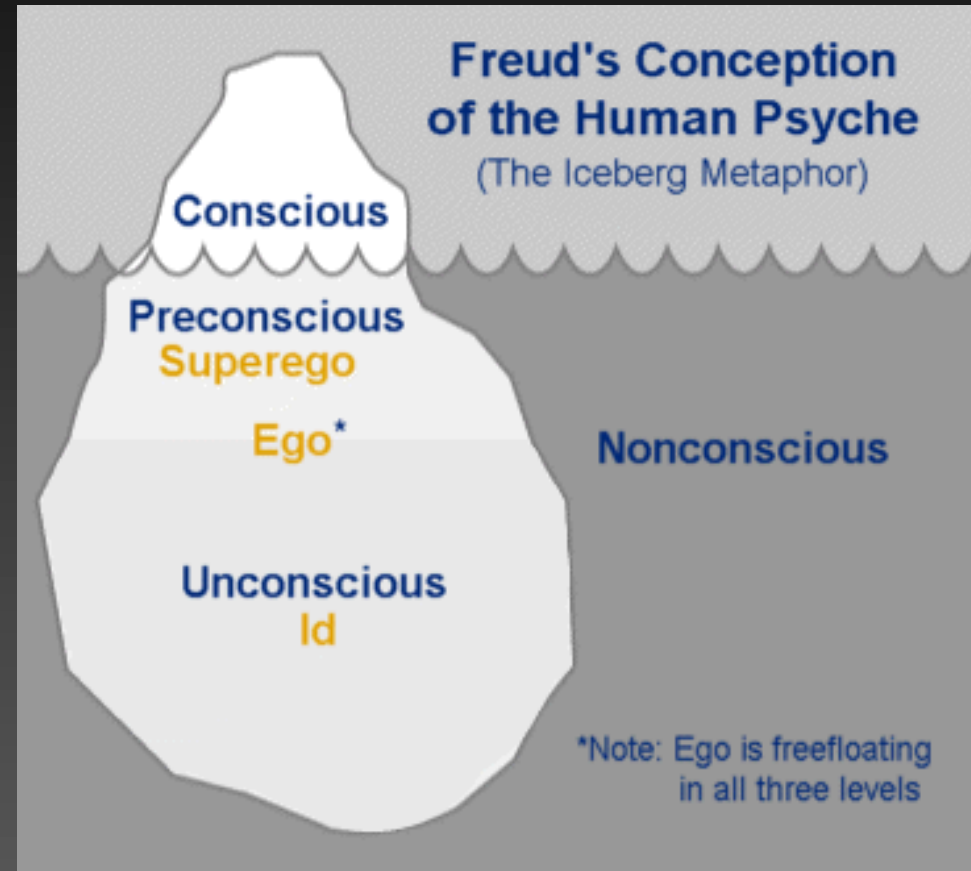 Freud's Conception
of the Human Psyche
(The Iceberg Metaphor)
Conscious
Preconscious
Superego
Ego*
Nonconscious
Unconscious
Id
*Note: Ego is freefloating
in all three levels